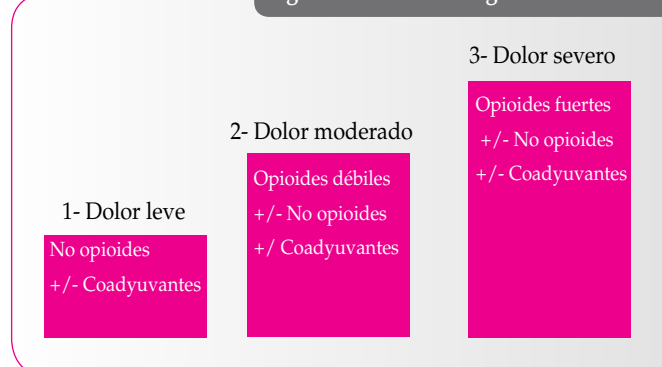 3- Dolor severo
Opioides fuertes
+/- No opioides
+/- Coadyuvantes
2- Dolor moderado
Opioides débiles
+/- No opioides
+/ Coadyuvantes
1- Dolor leve
No opioides
+/- Coadyuvantes